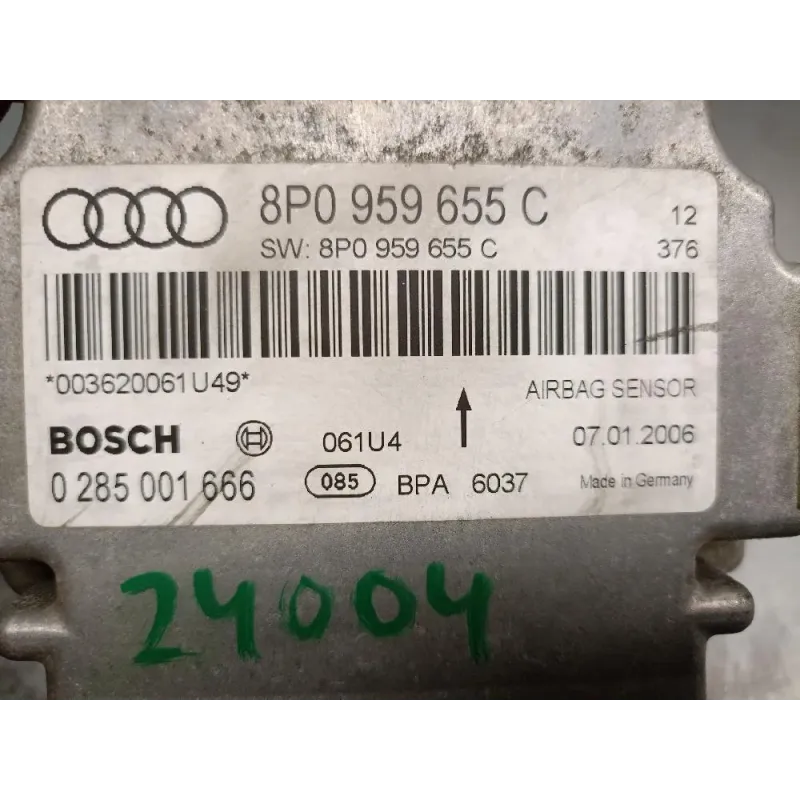 8P0 959 655 C 12
SW: 8P0 959 655 C 376
*003620061U49*
AIRBAG SENSOR
BOSCH 061U4 07.01.2006
0 285 001 666 085 BPA 6037 Made in Germany
24004